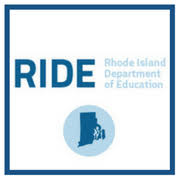 RIDE
Rhode Island
Department
of Education